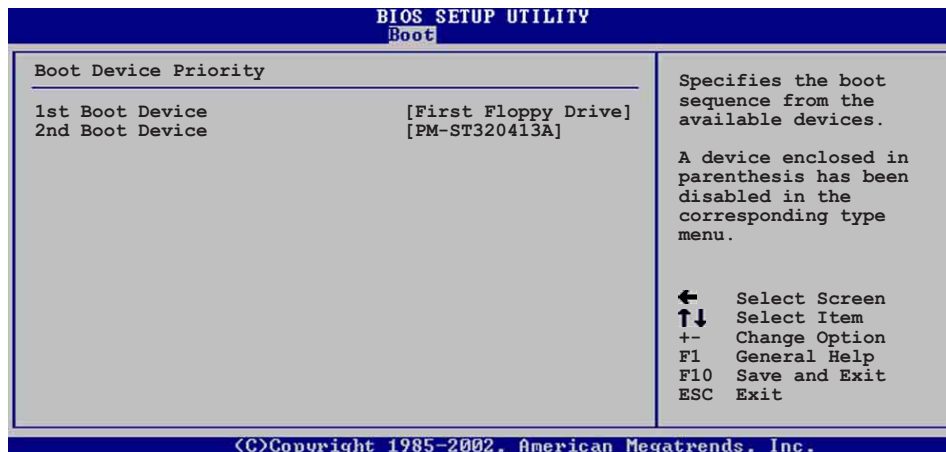 BIOS SETUP UTILITY
Boot
Boot Device Priority
1st Boot Device [First Floppy Drive]
2nd Boot Device [PM-ST320413A]
Specifies the boot
sequence from the
available devices.
A device enclosed in
parenthesis has been
disabled in the
corresponding type
menu.
← Select Screen
↑↓ Select Item
+- Change Option
F1 General Help
F10 Save and Exit
ESC Exit
(C)Copyright 1985-2002, American Megatrends, Inc.